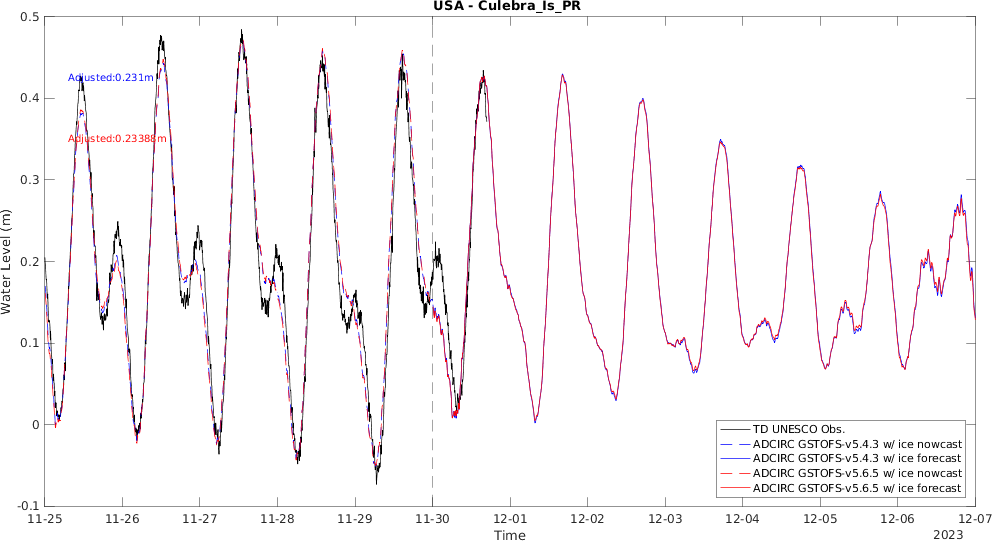 USA - Culebra_Is_PR
0.5
Adjusted:0.231m
0.4
Adjusted:0.23388m
0.3
0.2
0.1
0
-0.1
Water Level (m)
TD UNESCO Obs.
ADCIRC GSTOFS-v5.4.3 w/ ice nowcast
ADCIRC GSTOFS-v5.4.3 w/ ice forecast
ADCIRC GSTOFS-v5.6.5 w/ ice nowcast
ADCIRC GSTOFS-v5.6.5 w/ ice forecast
11-25 11-26 11-27 11-28 11-29 11-30 12-01 12-02 12-03 12-04 12-05 12-06 12-07
Time
2023